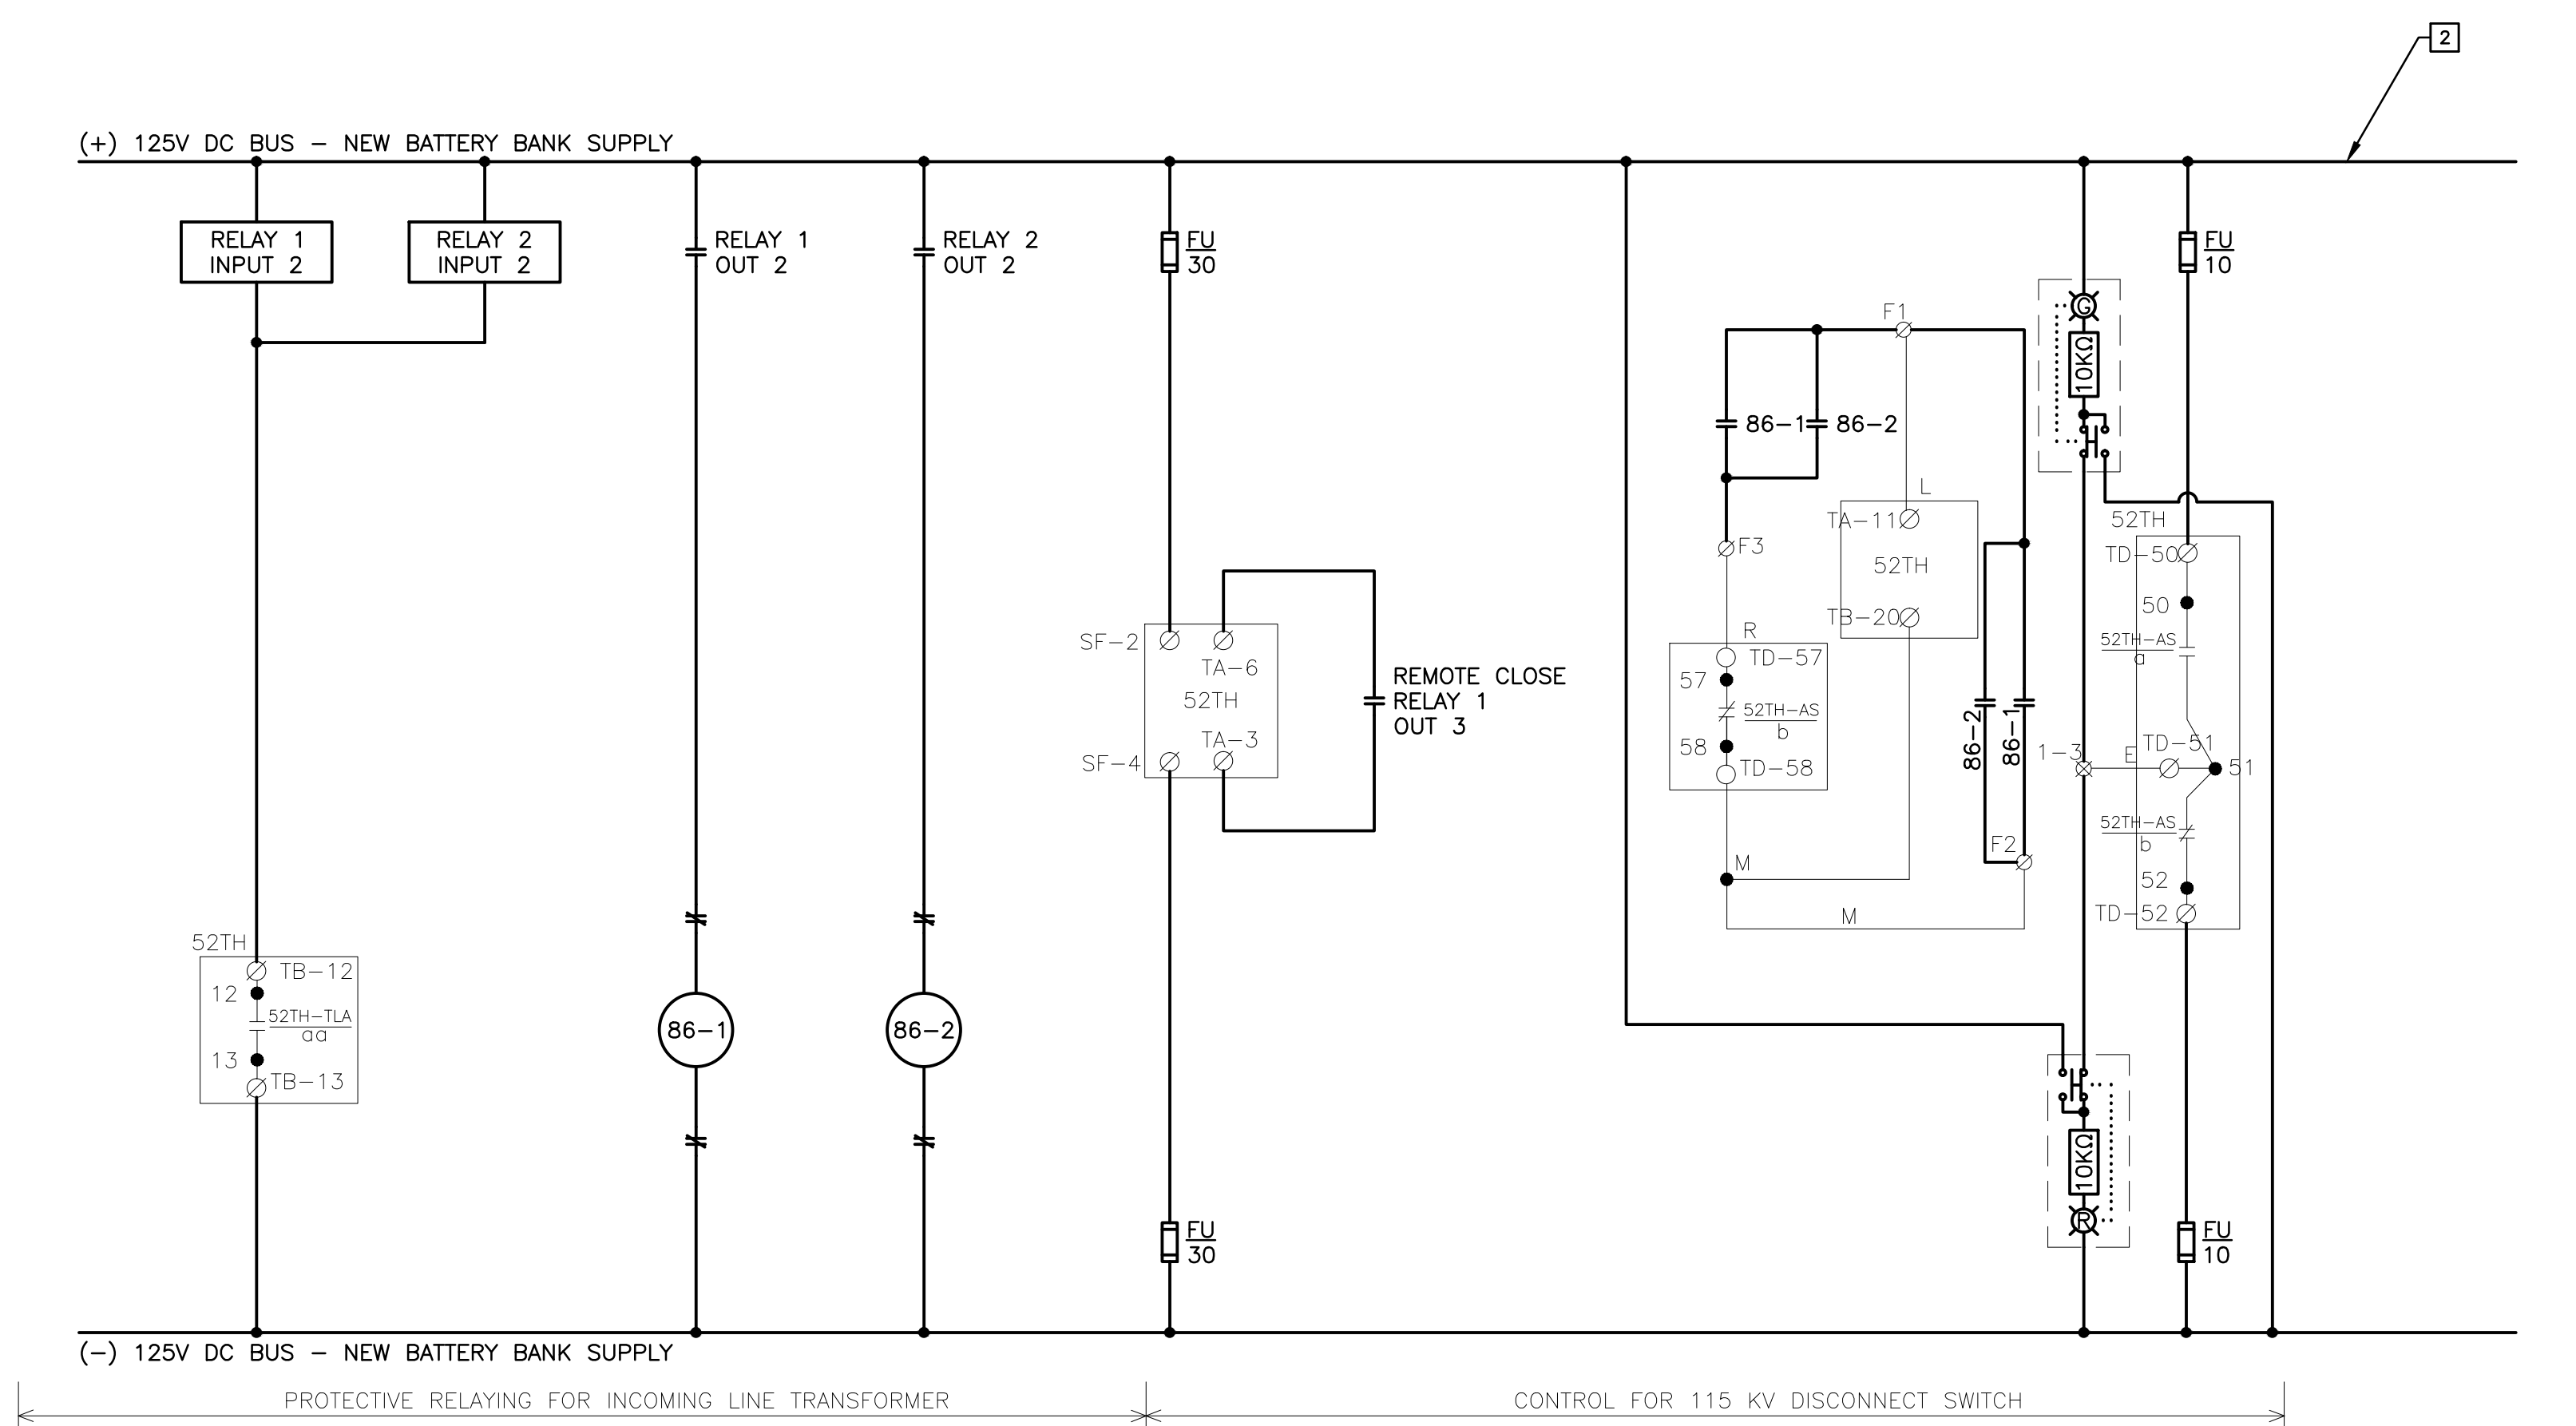 2
(+) 125V DC BUS - NEW BATTERY BANK SUPPLY
RELAY 1
INPUT 2
RELAY 2
INPUT 2
RELAY 1
OUT 2
RELAY 2
OUT 2
FU
30
FU
10
G
10KΩ
F1
86-1
86-2
L
F3
TA-11
52TH
TB-20
R
TD-57
57
52TH-AS
b
58
TD-58
M
M
86-2
86-1
F2
52TH
TD-50
50
52TH-AS
a
1-3
E
TD-51
51
52TH-AS
b
52
TD-52
SF-2
TA-6
52TH
TA-3
SF-4
REMOTE CLOSE
RELAY 1
OUT 3
52TH
TB-12
12
52TH-TLA
aa
13
TB-13
86-1
86-2
10KΩ
R
FU
30
FU
10
(-) 125V DC BUS - NEW BATTERY BANK SUPPLY
PROTECTIVE RELAYING FOR INCOMING LINE TRANSFORMER
CONTROL FOR 115 KV DISCONNECT SWITCH